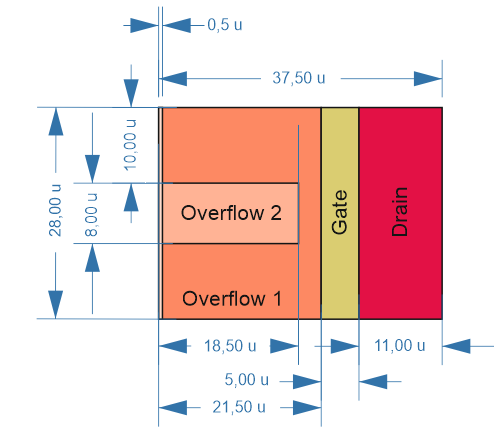 0,5 u
37,50 u
10,00 u
28,00 u
8,00 u
Overflow 2
Gate
Drain
Overflow 1
18,50 u
11,00 u
5,00 u
21,50 u